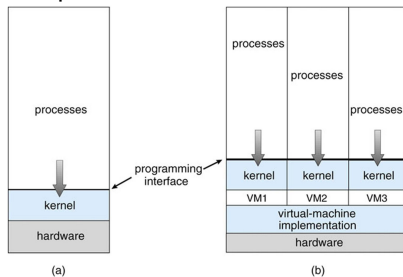 processes
kernel
hardware
(a)
programming
interface
processes
processes
processes
kernel
kernel
kernel
VM1
VM2
VM3
virtual-machine
implementation
hardware
(b)